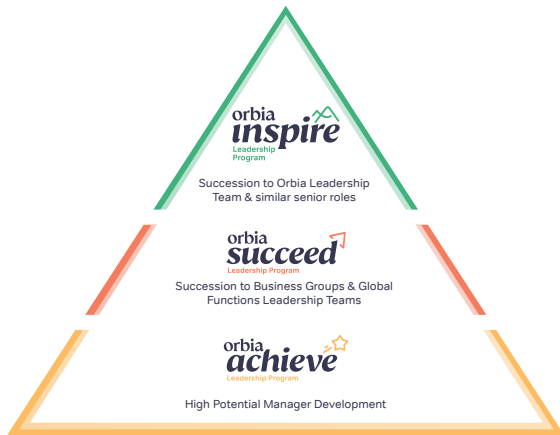 orbia
inspire
Leadership
Program
Succession to Orbia Leadership
Team & similar senior roles
orbia
succeed
Leadership Program
Succession to Business Groups & Global
Functions Leadership Teams
orbia
achieve
Leadership Program
High Potential Manager Development